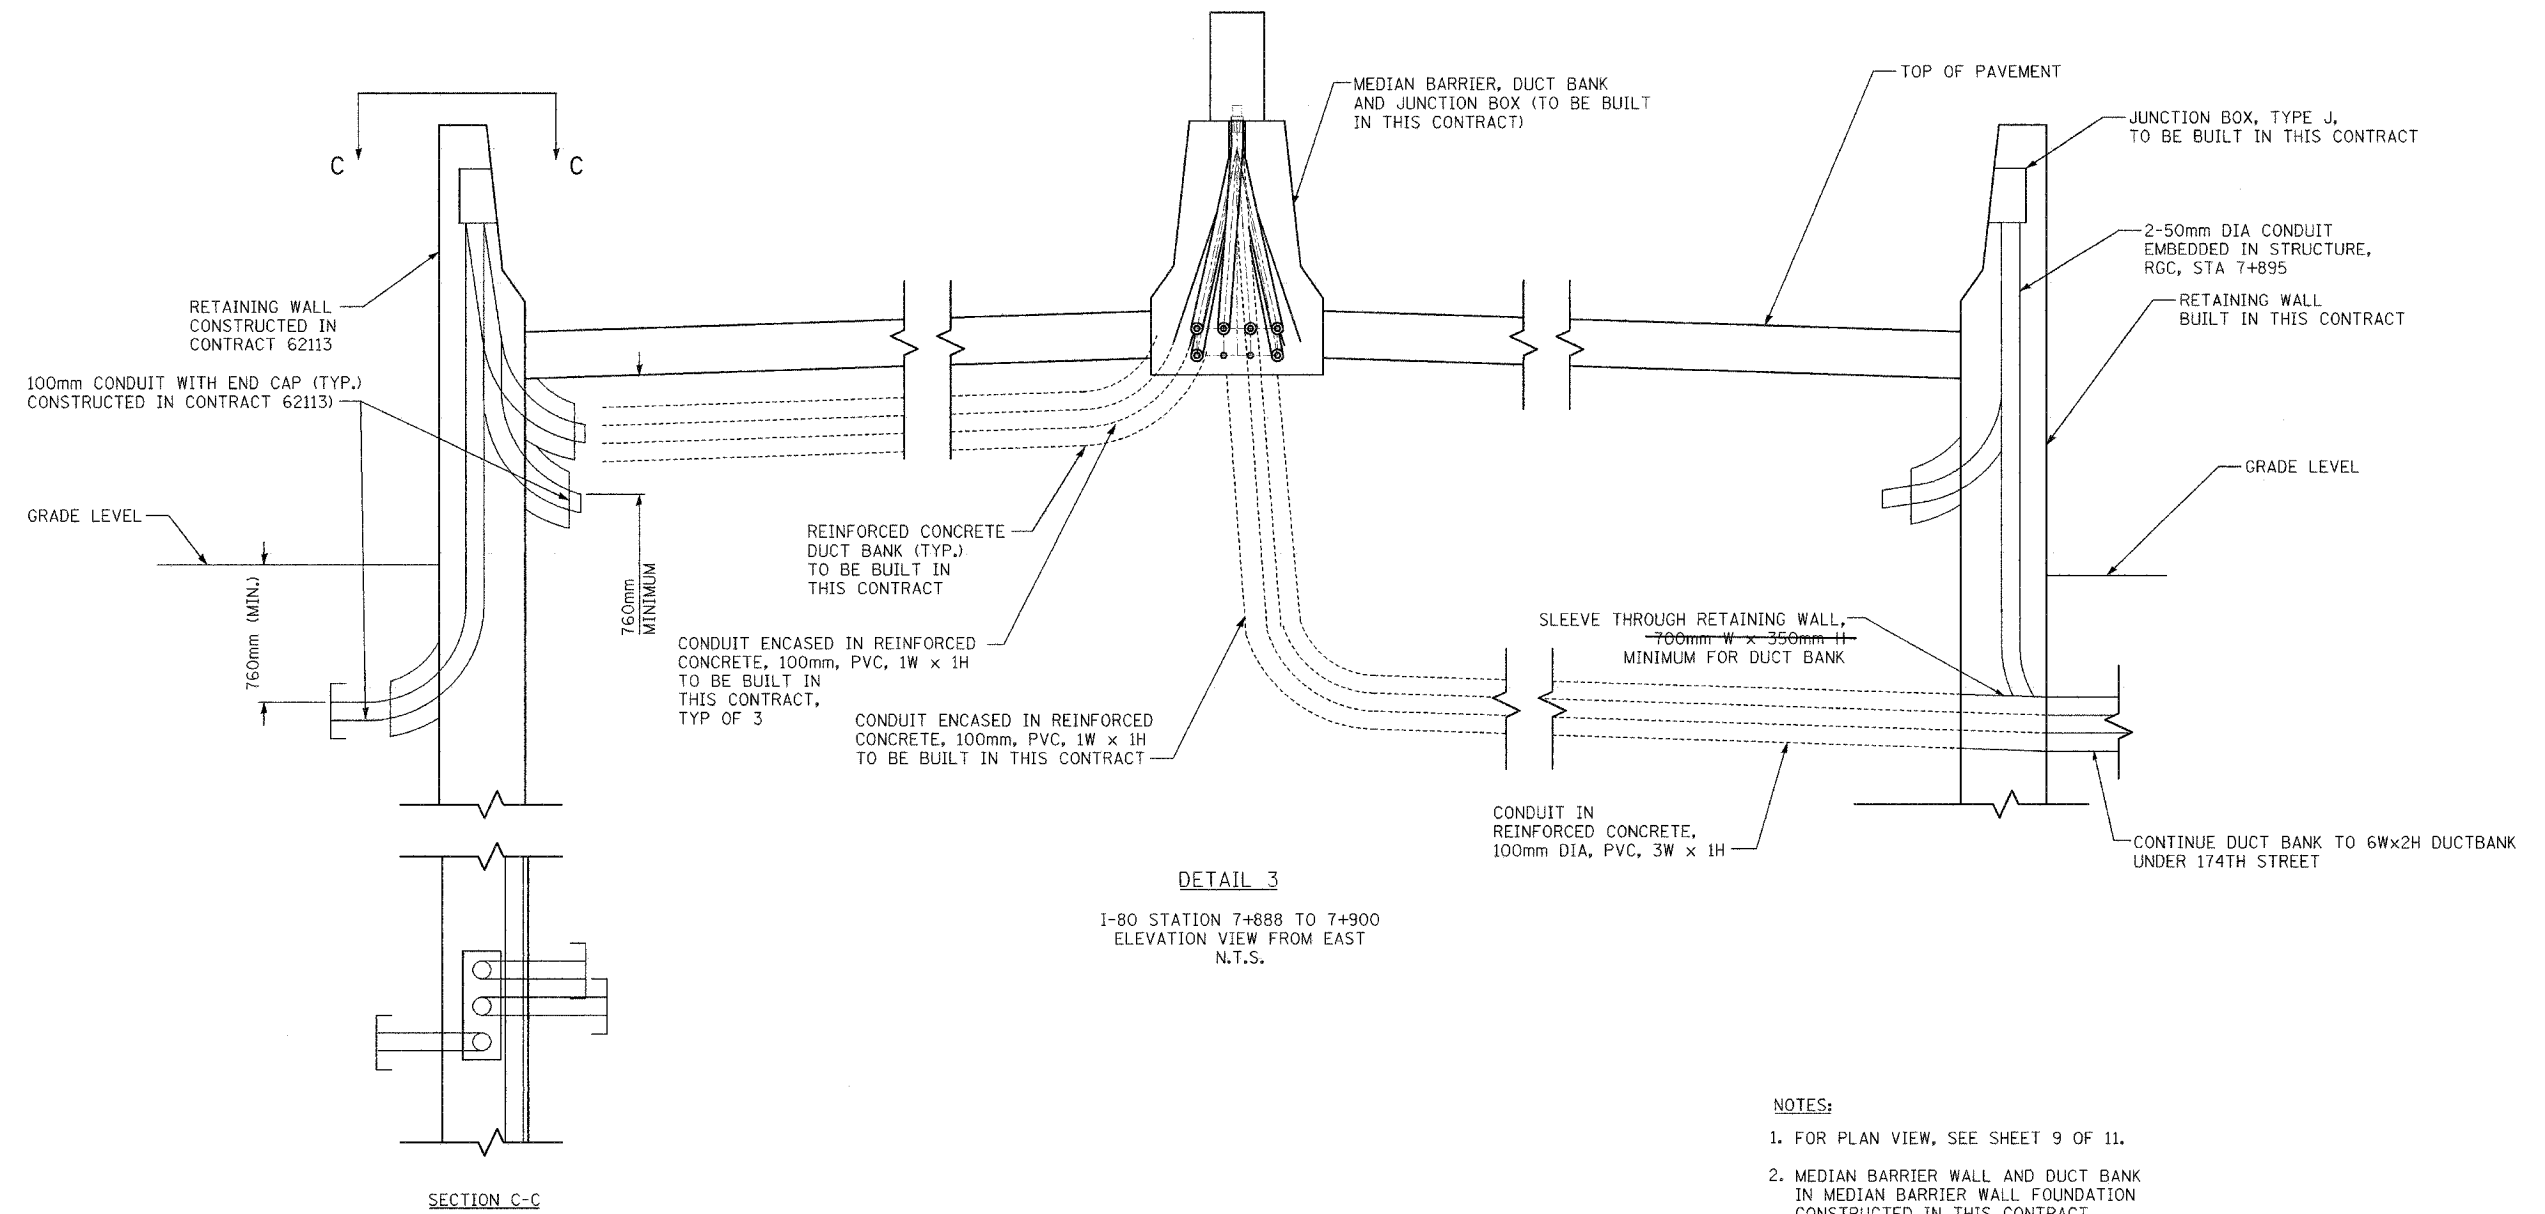 MEDIAN BARRIER, DUCT BANK
AND JUNCTION BOX (TO BE BUILT
IN THIS CONTRACT)
TOP OF PAVEMENT
JUNCTION BOX, TYPE J,
TO BE BUILT IN THIS CONTRACT
C
C
2-50mm DIA CONDUIT
EMBEDDED IN STRUCTURE,
RGC, STA 7+895
RETAINING WALL
CONSTRUCTED IN
CONTRACT 62113
RETAINING WALL
BUILT IN THIS CONTRACT
100mm CONDUIT WITH END CAP (TYP.)
CONSTRUCTED IN CONTRACT 62113)
GRADE LEVEL
GRADE LEVEL
760mm (MIN.)
760mm
MINIMUM
REINFORCED CONCRETE
DUCT BANK (TYP.)
TO BE BUILT IN
THIS CONTRACT
CONDUIT ENCASED IN REINFORCED
CONCRETE, 100mm, PVC, 1W x 1H
TO BE BUILT IN
THIS CONTRACT,
TYP OF 3
CONDUIT ENCASED IN REINFORCED
CONCRETE, 100mm, PVC, 1W x 1H
TO BE BUILT IN THIS CONTRACT
SLEEVE THROUGH RETAINING WALL,
700mm W x 350mm H
MINIMUM FOR DUCT BANK
CONDUIT IN
REINFORCED CONCRETE,
100mm DIA, PVC, 3W x 1H
CONTINUE DUCT BANK TO 6Wx2H DUCTBANK
UNDER 174TH STREET
DETAIL 3
I-80 STATION 7+888 TO 7+900
ELEVATION VIEW FROM EAST
N.T.S.
SECTION C-C
NOTES:
1. FOR PLAN VIEW, SEE SHEET 9 OF 11.
2. MEDIAN BARRIER WALL AND DUCT BANK
IN MEDIAN BARRIER WALL FOUNDATION
CONSTRUCTED IN THIS CONTRACT